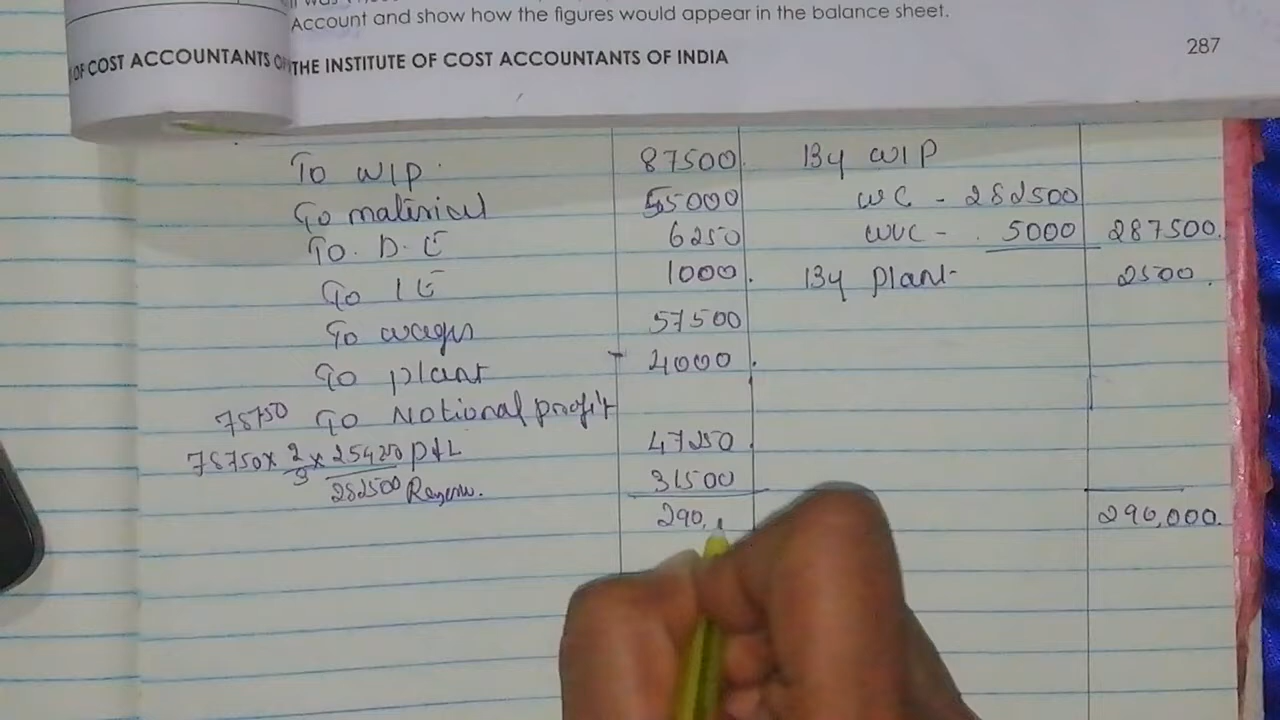 Account and show how the figures would appear in the balance sheet.
OF COST ACCOUNTANTS O
THE INSTITUTE OF COST ACCOUNTANTS OF INDIA
287
To WIP. 87500. By WIP
To material 55000 WC - 282500
To. D. E 6250 WUC - 5000 287500.
To IE 1000. By Plant 2500.
To wages 57500
To plant 4000.
78750 To Notional profit
78750 × 2/3 × 254250 P&L 47250
282500 Reserve. 31500
290, 290,000.